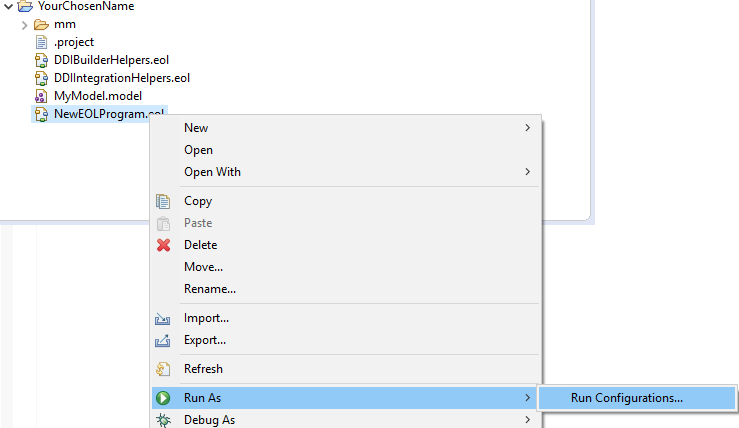 YourChosenName
mm
.project
DDIBuilderHelpers.eol
DDIIntegrationHelpers.eol
MyModel.model
NewEOLProgram.eol
New
Open
Open With
Copy
Paste
Delete
Move...
Rename...
Import...
Export...
Refresh
Run As
Run Configurations...
Debug As